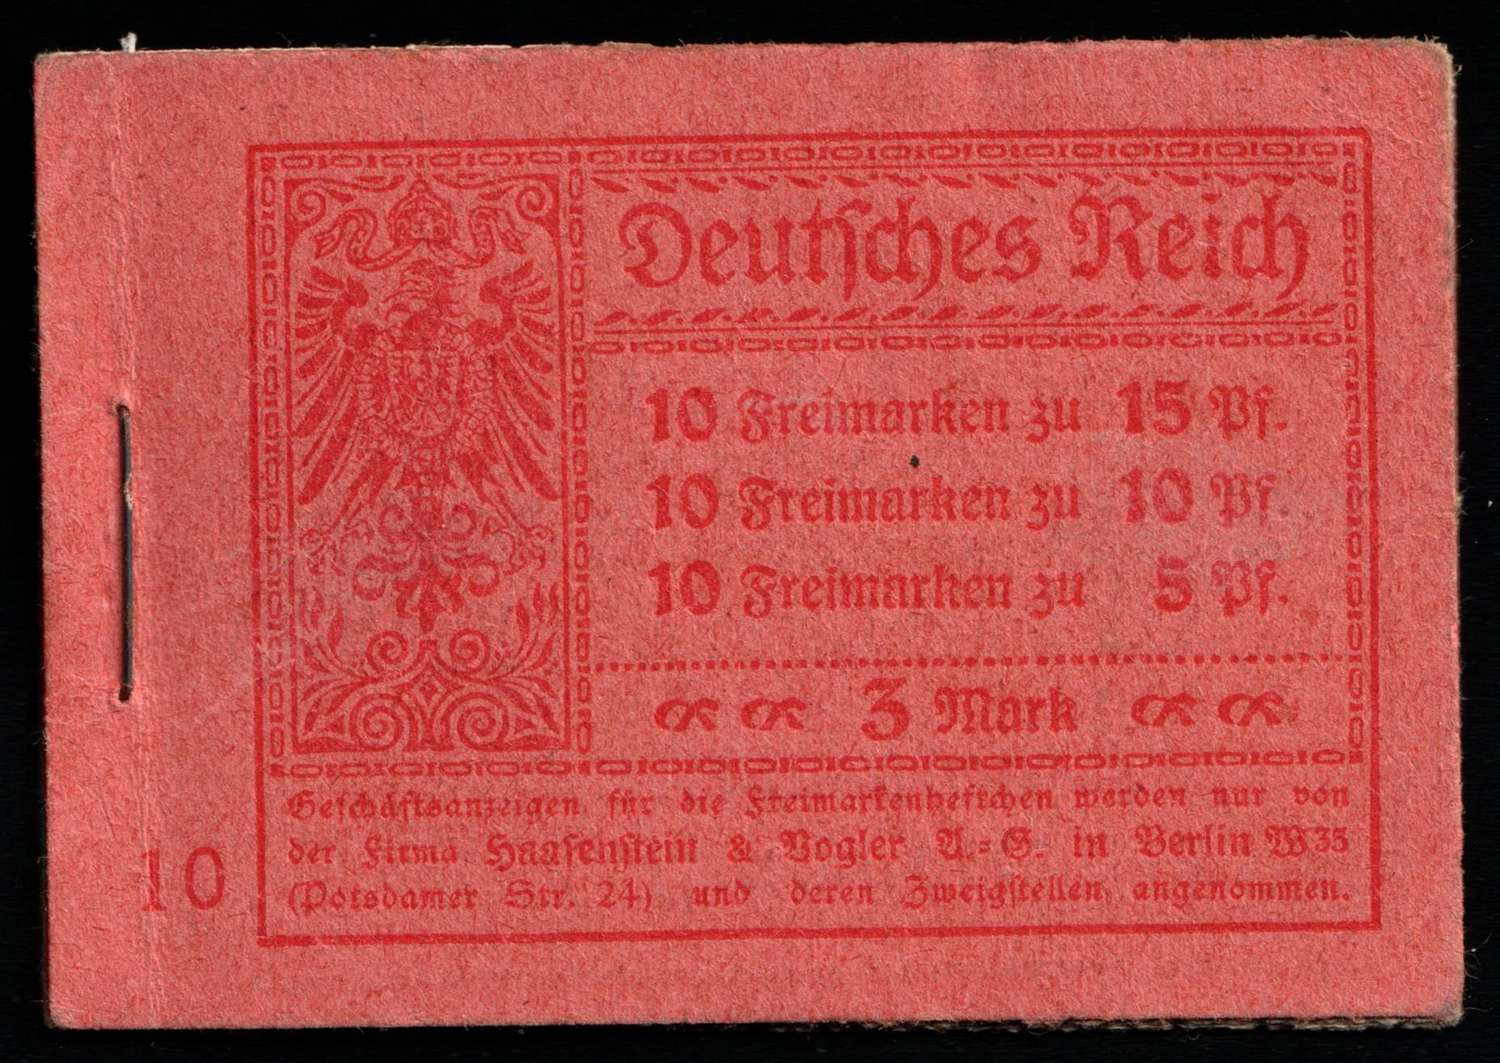 Deutsches Reich
10 Freimarken zu 15 Pf.
10 Freimarken zu 10 Pf.
10 Freimarken zu 5 Pf.
3 Mark
Geschäftsanzeigen für die Freimarkenheftchen werden nur von
der Firma Haasenstein & Vogler A.=G. in Berlin W 35
(Potsdamer Str. 24) und deren Zweigstellen angenommen.
10